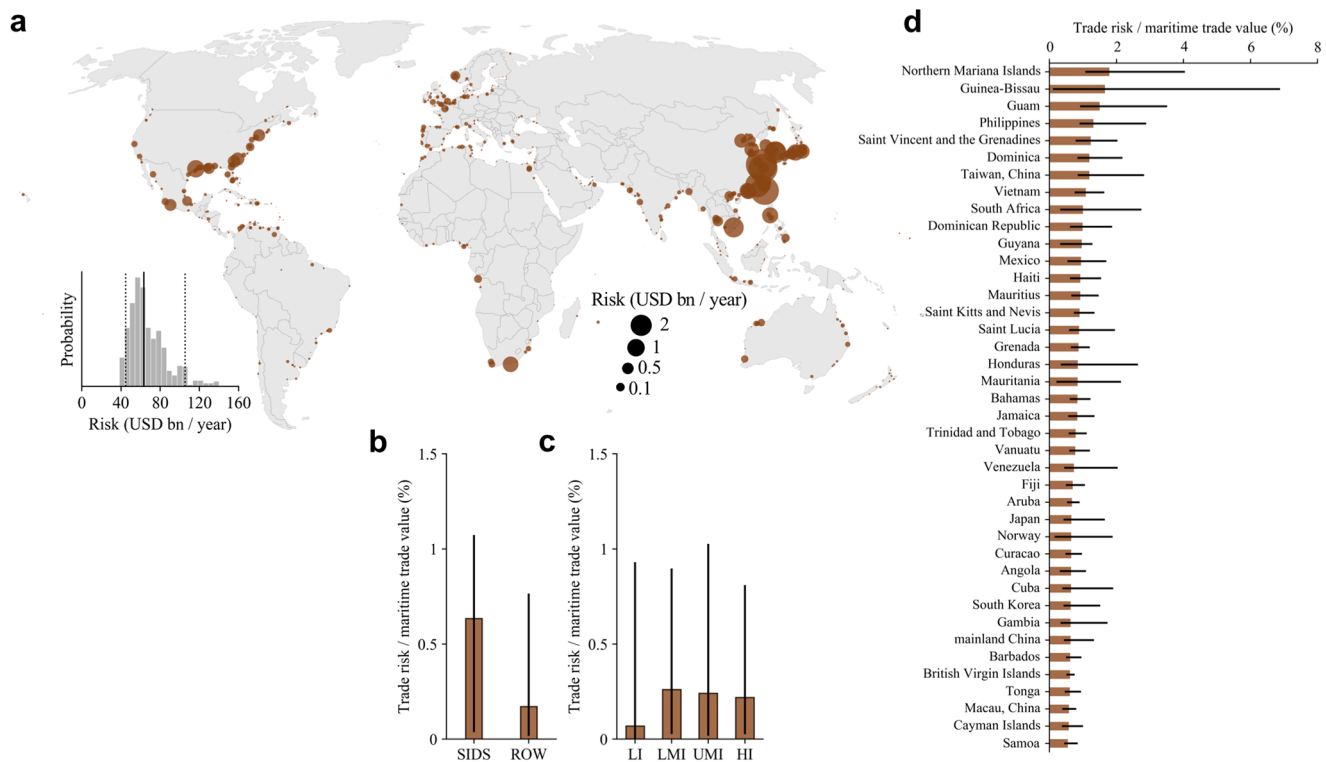 a
Probability
0 40 80 120 160
Risk (USD bn / year)
Risk (USD bn / year)
2
1
0.5
0.1
b
Trade risk / maritime trade value (%)
1.5
1
0.5
0
SIDS ROW
c
Trade risk / maritime trade value (%)
1.5
1
0.5
0
LI LMI UMI HI
d
Trade risk / maritime trade value (%)
0 2 4 6 8
Northern Mariana Islands
Guinea-Bissau
Guam
Philippines
Saint Vincent and the Grenadines
Dominica
Taiwan, China
Vietnam
South Africa
Dominican Republic
Guyana
Mexico
Haiti
Mauritius
Saint Kitts and Nevis
Saint Lucia
Grenada
Honduras
Mauritania
Bahamas
Jamaica
Trinidad and Tobago
Vanuatu
Venezuela
Fiji
Aruba
Japan
Norway
Curacao
Angola
Cuba
South Korea
Gambia
mainland China
Barbados
British Virgin Islands
Tonga
Macau, China
Cayman Islands
Samoa